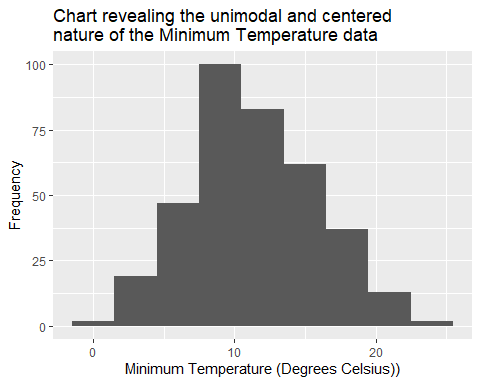 Chart revealing the unimodal and centered
nature of the Minimum Temperature data
100
75
50
25
0
Frequency
0 10 20
Minimum Temperature (Degrees Celsius))